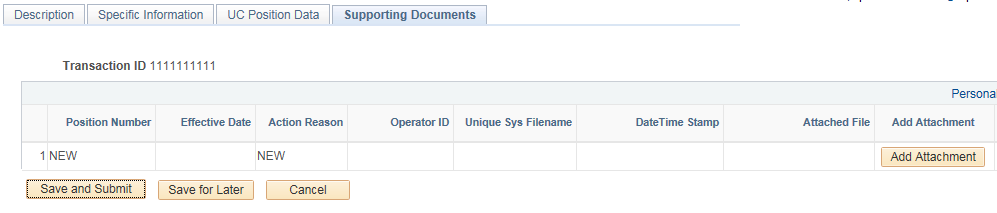 Description Specific Information UC Position Data Supporting Documents
Transaction ID 1111111111
Persona
Position Number Effective Date Action Reason Operator ID Unique Sys Filename DateTime Stamp Attached File Add Attachment
1 NEW NEW Add Attachment
Save and Submit Save for Later Cancel